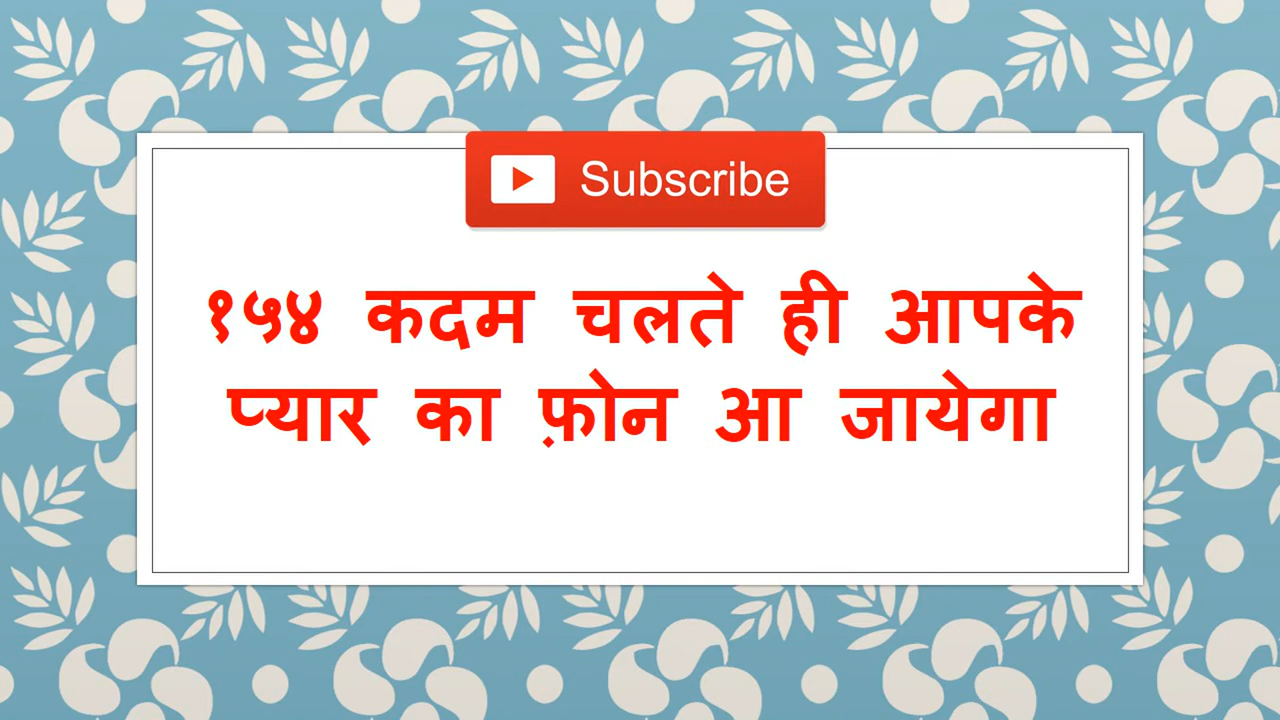 Subscribe
१५४ कदम चलते ही आपके
प्यार का फ़ोन आ जायेगा